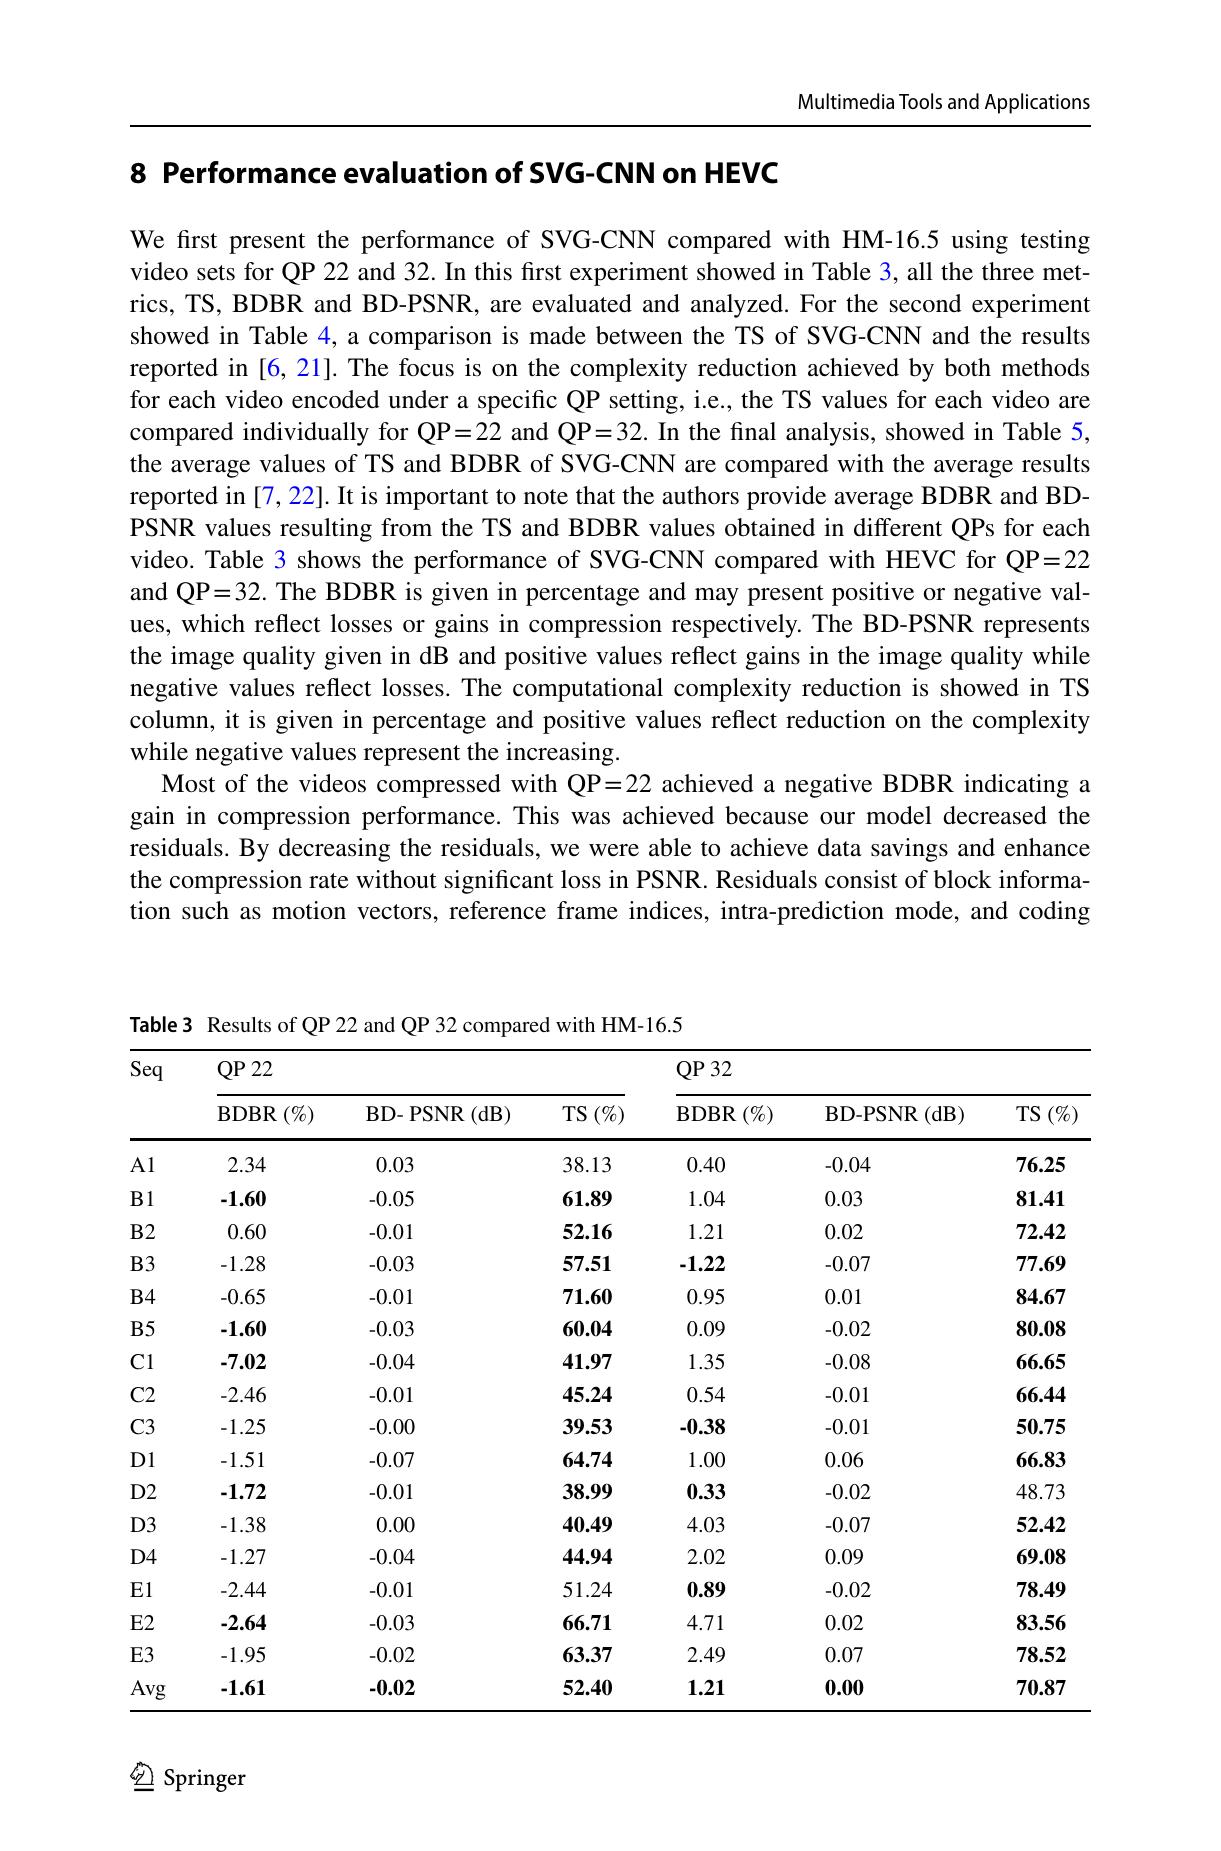 Multimedia Tools and Applications
8 Performance evaluation of SVG-CNN on HEVC
We first present the performance of SVG-CNN compared with HM-16.5 using testing
video sets for QP 22 and 32. In this first experiment showed in Table 3, all the three met-
rics, TS, BDBR and BD-PSNR, are evaluated and analyzed. For the second experiment
showed in Table 4, a comparison is made between the TS of SVG-CNN and the results
reported in [6, 21]. The focus is on the complexity reduction achieved by both methods
for each video encoded under a specific QP setting, i.e., the TS values for each video are
compared individually for QP=22 and QP=32. In the final analysis, showed in Table 5,
the average values of TS and BDBR of SVG-CNN are compared with the average results
reported in [7, 22]. It is important to note that the authors provide average BDBR and BD-
PSNR values resulting from the TS and BDBR values obtained in different QPs for each
video. Table 3 shows the performance of SVG-CNN compared with HEVC for QP=22
and QP=32. The BDBR is given in percentage and may present positive or negative val-
ues, which reflect losses or gains in compression respectively. The BD-PSNR represents
the image quality given in dB and positive values reflect gains in the image quality while
negative values reflect losses. The computational complexity reduction is showed in TS
column, it is given in percentage and positive values reflect reduction on the complexity
while negative values represent the increasing.
Most of the videos compressed with QP=22 achieved a negative BDBR indicating a
gain in compression performance. This was achieved because our model decreased the
residuals. By decreasing the residuals, we were able to achieve data savings and enhance
the compression rate without significant loss in PSNR. Residuals consist of block informa-
tion such as motion vectors, reference frame indices, intra-prediction mode, and coding
Table 3 Results of QP 22 and QP 32 compared with HM-16.5
Seq QP 22 QP 32
BDBR (%) BD- PSNR (dB) TS (%) BDBR (%) BD-PSNR (dB) TS (%)
A1 2.34 0.03 38.13 0.40 -0.04 76.25
B1 -1.60 -0.05 61.89 1.04 0.03 81.41
B2 0.60 -0.01 52.16 1.21 0.02 72.42
B3 -1.28 -0.03 57.51 -1.22 -0.07 77.69
B4 -0.65 -0.01 71.60 0.95 0.01 84.67
B5 -1.60 -0.03 60.04 0.09 -0.02 80.08
C1 -7.02 -0.04 41.97 1.35 -0.08 66.65
C2 -2.46 -0.01 45.24 0.54 -0.01 66.44
C3 -1.25 -0.00 39.53 -0.38 -0.01 50.75
D1 -1.51 -0.07 64.74 1.00 0.06 66.83
D2 -1.72 -0.01 38.99 0.33 -0.02 48.73
D3 -1.38 0.00 40.49 4.03 -0.07 52.42
D4 -1.27 -0.04 44.94 2.02 0.09 69.08
E1 -2.44 -0.01 51.24 0.89 -0.02 78.49
E2 -2.64 -0.03 66.71 4.71 0.02 83.56
E3 -1.95 -0.02 63.37 2.49 0.07 78.52
Avg -1.61 -0.02 52.40 1.21 0.00 70.87
Springer